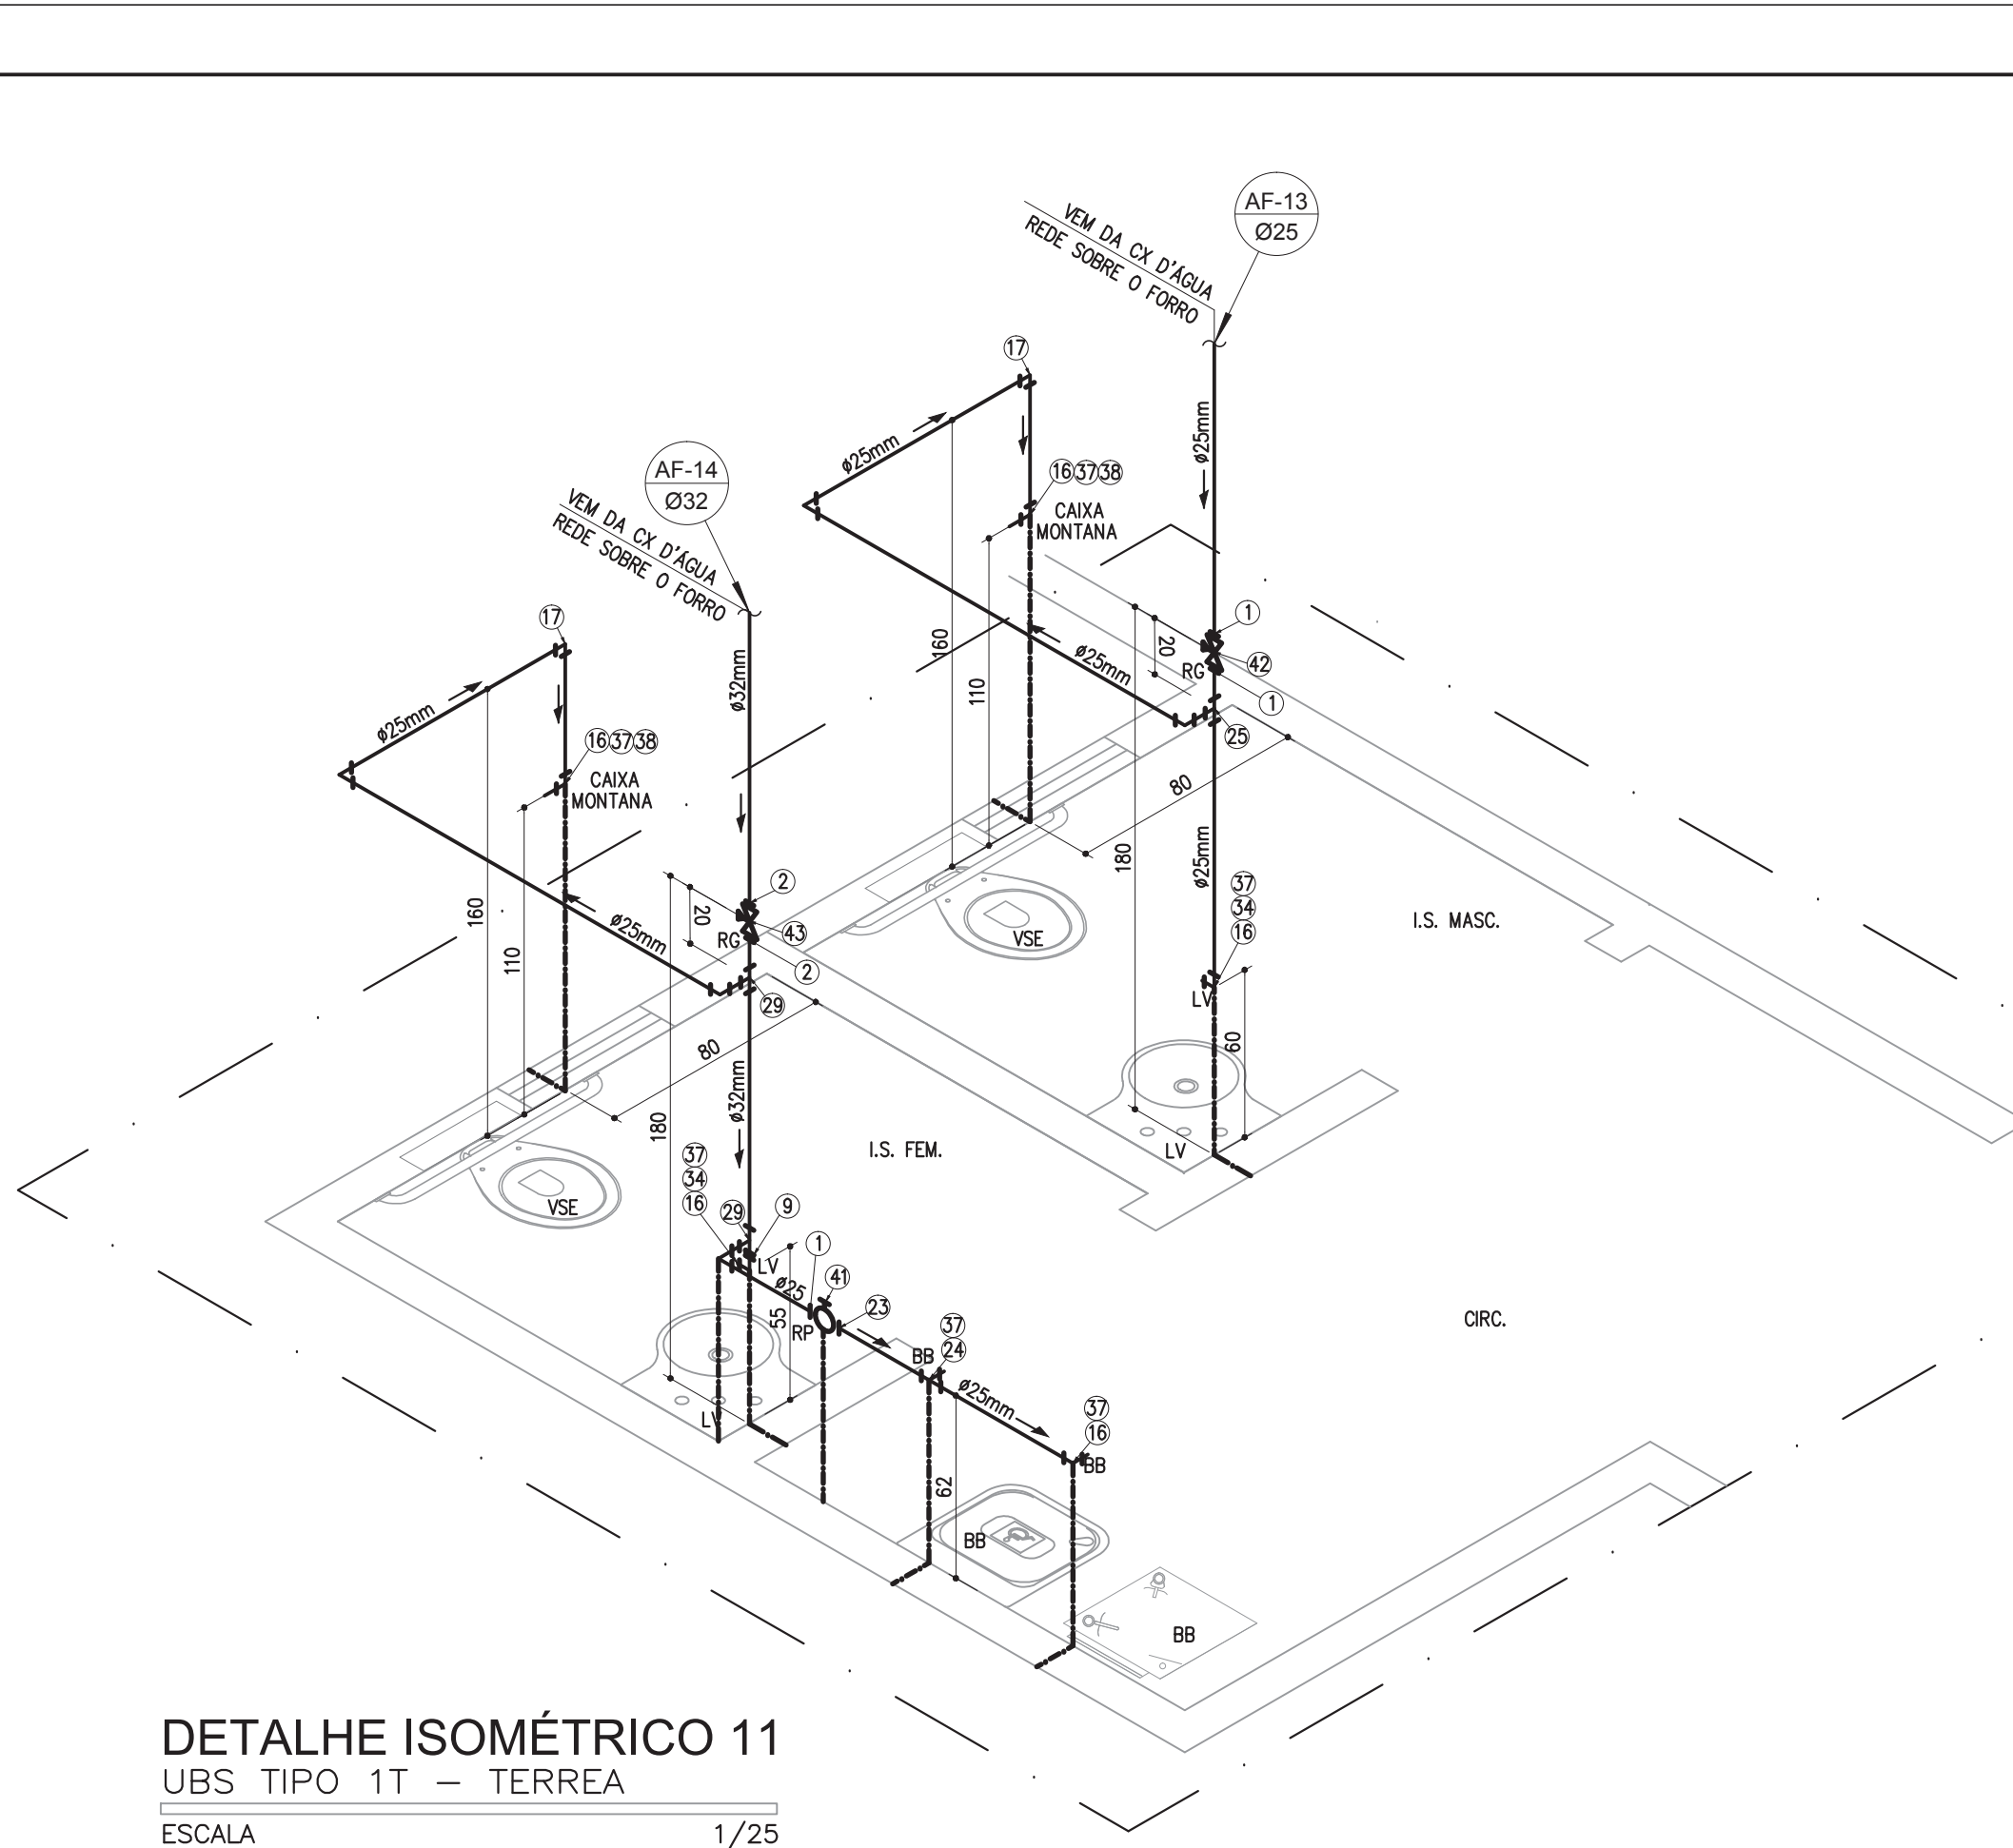 AF-13
Ø25
VEM DA CX D'ÁGUA
REDE SOBRE O FORRO
17
ø25mm
ø25mm
16 37 38
CAIXA
MONTANA
AF-14
Ø32
VEM DA CX D'ÁGUA
REDE SOBRE O FORRO
17
1
20
160
ø25mm
RG
42
1
110
25
ø32mm
ø25mm
16 37 38
CAIXA
MONTANA
80
180
ø25mm
2
37
34
16
160
20
ø25mm
RG
43
2
VSE
I.S. MASC.
110
29
LV
80
60
ø32mm
180
I.S. FEM.
LV
37
34
16
VSE
29
9
1
LV
ø25
41
55
RP
23
37
24
BB
CIRC.
ø25mm
37
16
LV
BB
62
BB
BB
DETALHE ISOMÉTRICO 11
UBS TIPO 1T – TERREA
ESCALA 1/25